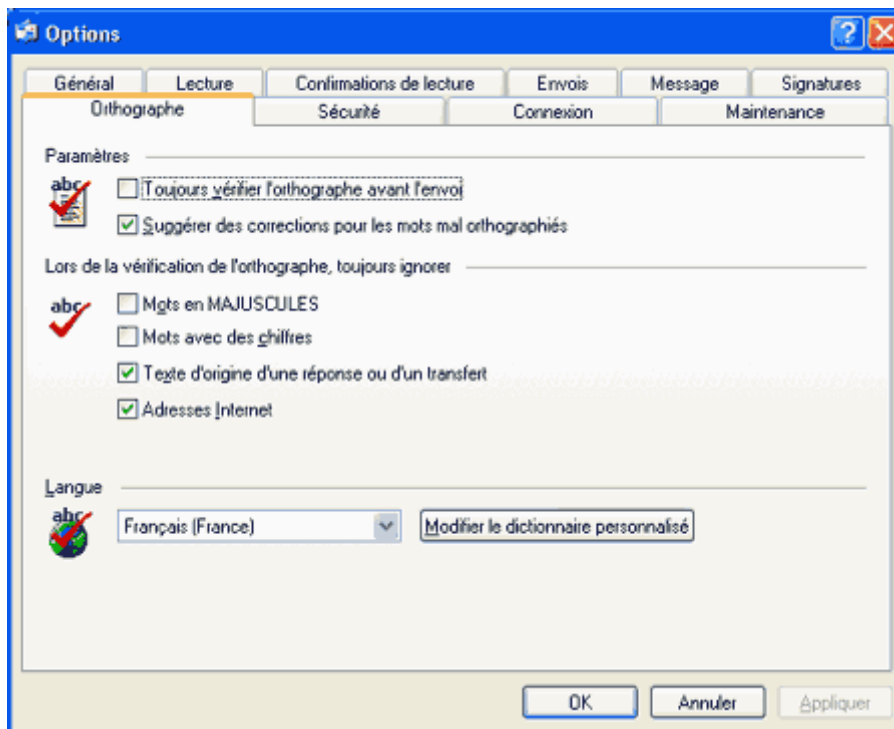 Options
Général Lecture Confirmations de lecture Envois Message Signatures
Orthographe Sécurité Connexion Maintenance
Paramètres
abc
Toujours vérifier l'orthographe avant l'envoi
Suggérer des corrections pour les mots mal orthographiés
Lors de la vérification de l'orthographe, toujours ignorer
abc
Mots en MAJUSCULES
Mots avec des chiffres
Texte d'origine d'une réponse ou d'un transfert
Adresses Internet
Langue
abc
Français (France) Modifier le dictionnaire personnalisé
OK Annuler Appliquer